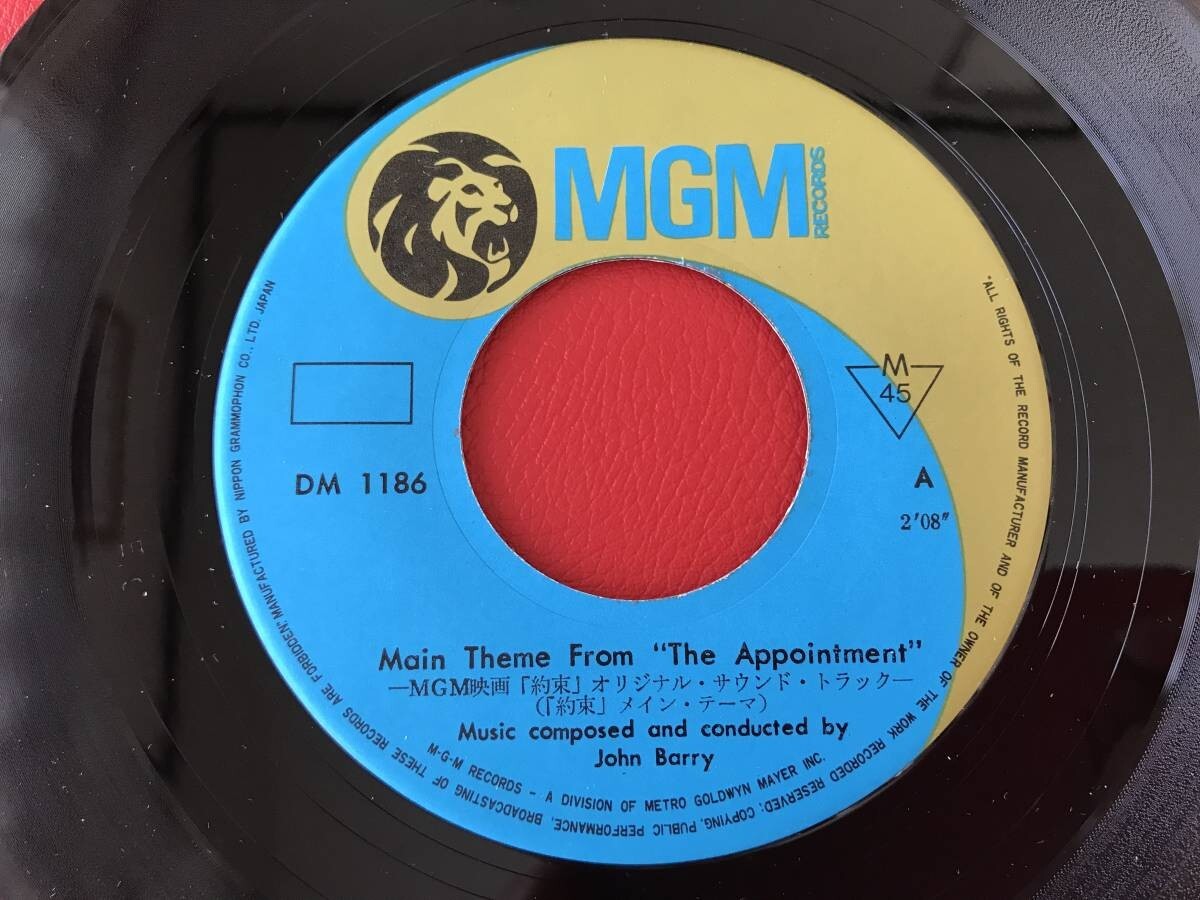 MGM
RECORDS
M
45
DM 1186
A
2'08"
Main Theme From "The Appointment"
—MGM映画「約束」オリジナル・サウンド・トラック—
(「約束」メイン・テーマ)
Music composed and conducted by
John Barry
M-G-M RECORDS – A DIVISION OF METRO GOLDWYN MAYER INC.
"ALL RIGHTS OF THE RECORD MANUFACTURER AND OF THE OWNER OF THE WORK RECORDED RESERVED: COPYING, PUBLIC PERFORMANCE, BROADCASTING OF THESE RECORDS ARE FORBIDDEN." MANUFACTURED BY NIPPON GRAMMOPHON CO., LTD. JAPAN